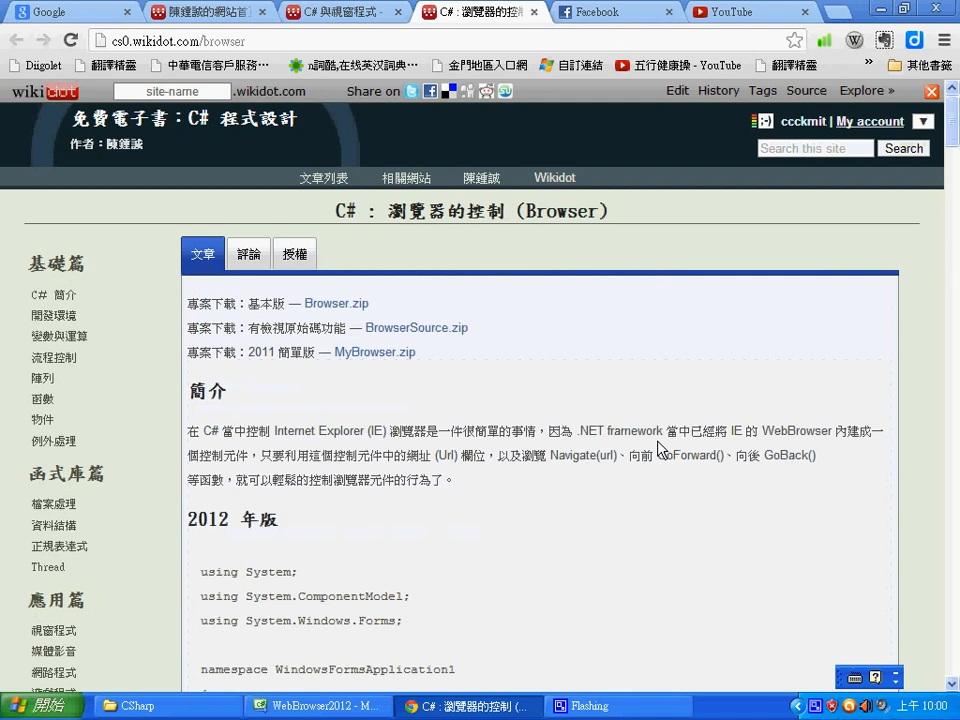 Google
陳鍾誠的網站首
C# 與視窗程式 -
C# : 瀏覽器的控
Facebook
YouTube
cs0.wikidot.com/browser
Diigolet
翻譯精靈
中華電信客戶服務…
n詞酷,在线英汉词典…
金門地區入口網
自訂連結
五行健康操 - YouTube
翻譯精靈
»
其他書籤
wikidot
site-name
.wikidot.com
Share on
Edit
History
Tags
Source
Explore »
免費電子書：C# 程式設計
作者：陳鍾誠
ccckmit | My account ▼
Search this site
Search
文章列表
相關網站
陳鍾誠
Wikidot
C# : 瀏覽器的控制 (Browser)
基礎篇
C# 簡介
開發環境
變數與運算
流程控制
陣列
函數
物件
例外處理
函式庫篇
檔案處理
資料結構
正規表達式
Thread
應用篇
視窗程式
媒體影音
網路程式
文章
評論
授權
專案下載：基本版 — Browser.zip
專案下載：有檢視原始碼功能 — BrowserSource.zip
專案下載：2011 簡單版 — MyBrowser.zip
簡介
在 C# 當中控制 Internet Explorer (IE) 瀏覽器是一件很簡單的事情，因為 .NET framework 當中已經將 IE 的 WebBrowser 內建成一
個控制元件，只要利用這個控制元件中的網址 (Url) 欄位，以及瀏覽 Navigate(url)、向前 GoForward()、向後 GoBack()
等函數，就可以輕鬆的控制瀏覽器元件的行為了。
2012 年版
using System;
using System.ComponentModel;
using System.Windows.Forms;
namespace WindowsFormsApplication1
開始
CSharp
WebBrowser2012 - M...
C# : 瀏覽器的控制 (...
Flashing
上午 10:00